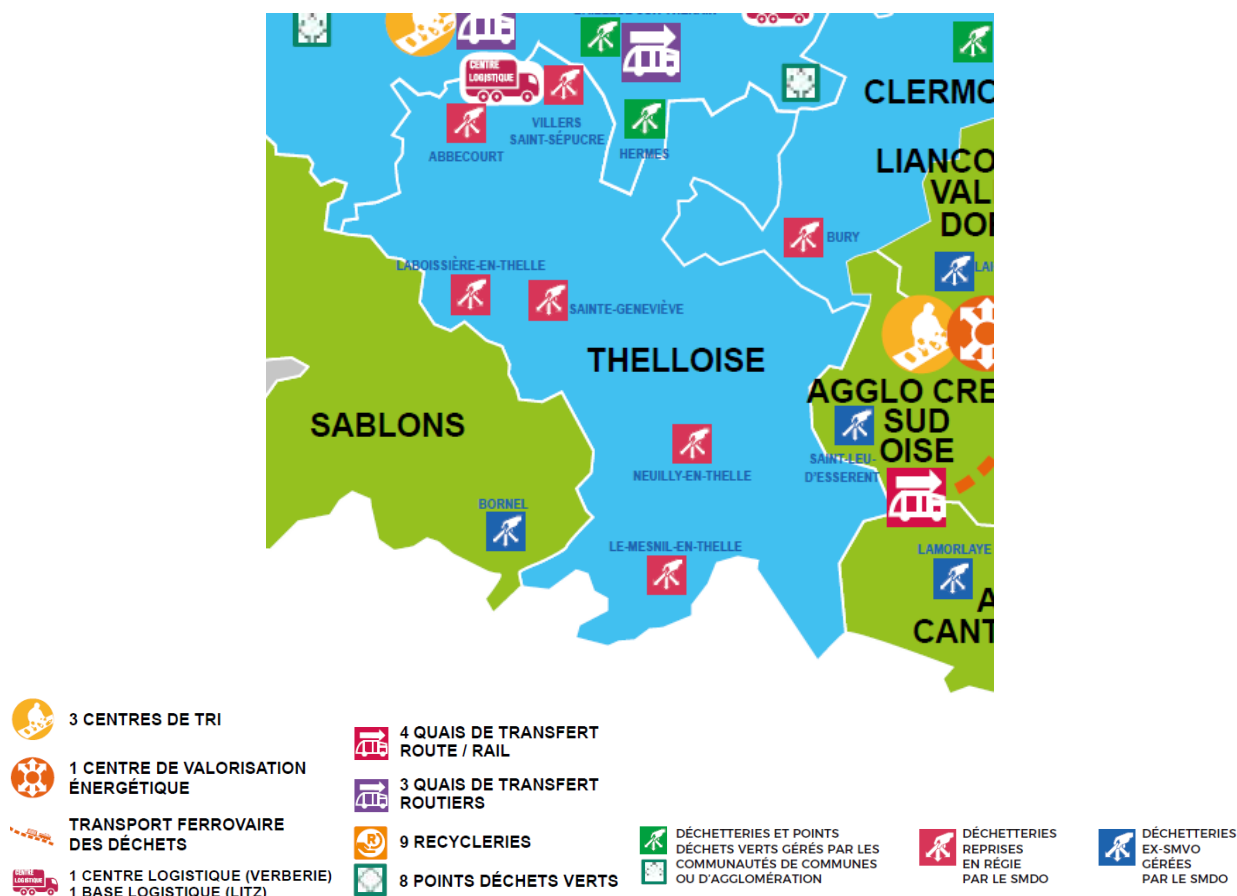 CENTRE
LOGISTIQUE
VILLERS
SAINT-SÉPUCRE
ABBECOURT
HERMES
CLERMO
LIANCO
VAL
DOI
BURY
LAI
LABOISSIÈRE-EN-THELLE
SAINTE-GENEVIÈVE
THELLOISE
AGGLO CRE
SUD
OISE
SABLONS
SAINT-LEU-
D'ESSERENT
NEUILLY-EN-THELLE
BORNEL
LE-MESNIL-EN-THELLE
LAMORLAYE
A
CANT
3 CENTRES DE TRI
1 CENTRE DE VALORISATION
ÉNERGÉTIQUE
TRANSPORT FERROVAIRE
DES DÉCHETS
CENTRE
LOGISTIQUE
1 CENTRE LOGISTIQUE (VERBERIE)
1 BASE LOGISTIQUE (LITZ)
4 QUAIS DE TRANSFERT
ROUTE / RAIL
3 QUAIS DE TRANSFERT
ROUTIERS
R
9 RECYCLERIES
8 POINTS DÉCHETS VERTS
DÉCHETTERIES ET POINTS
DÉCHETS VERTS GÉRÉS PAR LES
COMMUNAUTÉS DE COMMUNES
OU D'AGGLOMÉRATION
DÉCHETTERIES
REPRISES
EN RÉGIE
PAR LE SMDO
DÉCHETTERIES
EX-SMVO
GÉRÉES
PAR LE SMDO